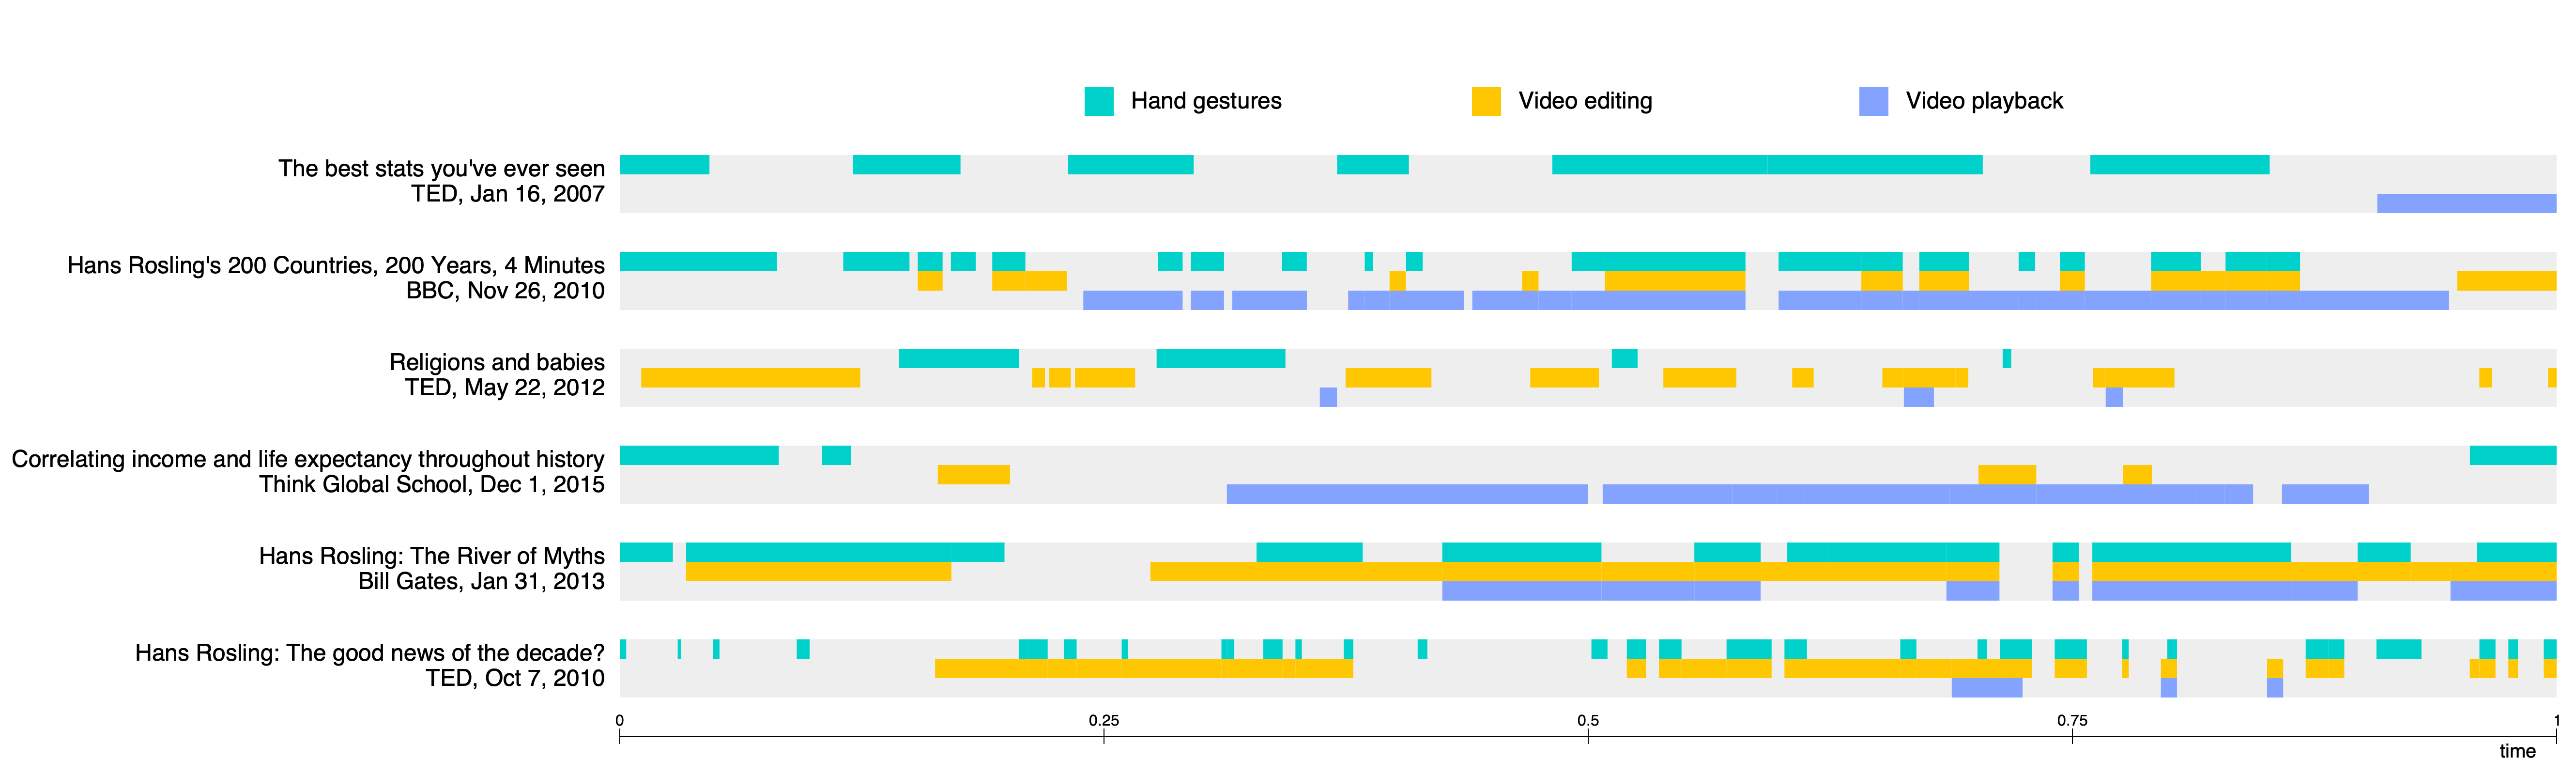 Hand gestures
Video editing
Video playback
The best stats you've ever seen
TED, Jan 16, 2007
Hans Rosling's 200 Countries, 200 Years, 4 Minutes
BBC, Nov 26, 2010
Religions and babies
TED, May 22, 2012
Correlating income and life expectancy throughout history
Think Global School, Dec 1, 2015
Hans Rosling: The River of Myths
Bill Gates, Jan 31, 2013
Hans Rosling: The good news of the decade?
TED, Oct 7, 2010
0 0.25 0.5 0.75 1
time